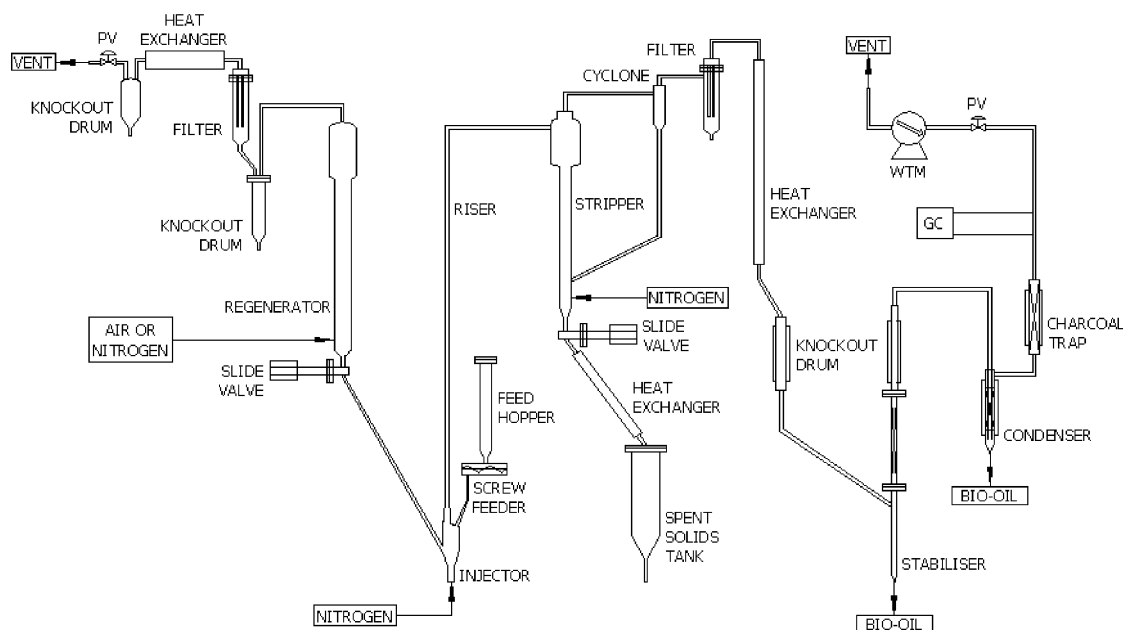 HEAT
EXCHANGER
PV
VENT
KNOCKOUT
DRUM
FILTER
KNOCKOUT
DRUM
REGENERATOR
AIR OR
NITROGEN
SLIDE
VALVE
RISER
FEED
HOPPER
SCREW
FEEDER
INJECTOR
NITROGEN
CYCLONE
FILTER
STRIPPER
NITROGEN
SLIDE
VALVE
HEAT
EXCHANGER
SPENT
SOLIDS
TANK
HEAT
EXCHANGER
KNOCKOUT
DRUM
VENT
PV
WTM
GC
CHARCOAL
TRAP
CONDENSER
BIO-OIL
STABILISER
BIO-OIL